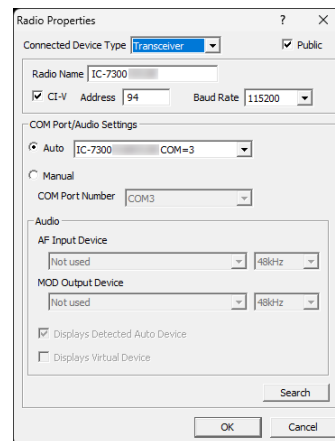 Radio Properties ? ×
Connected Device Type Transceiver Public
Radio Name IC-7300
CI-V Address 94 Baud Rate 115200
COM Port/Audio Settings
Auto IC-7300 COM=3
Manual
COM Port Number COM3
Audio
AF Input Device
Not used 48kHz
MOD Output Device
Not used 48kHz
Displays Detected Auto Device
Displays Virtual Device
Search
OK Cancel